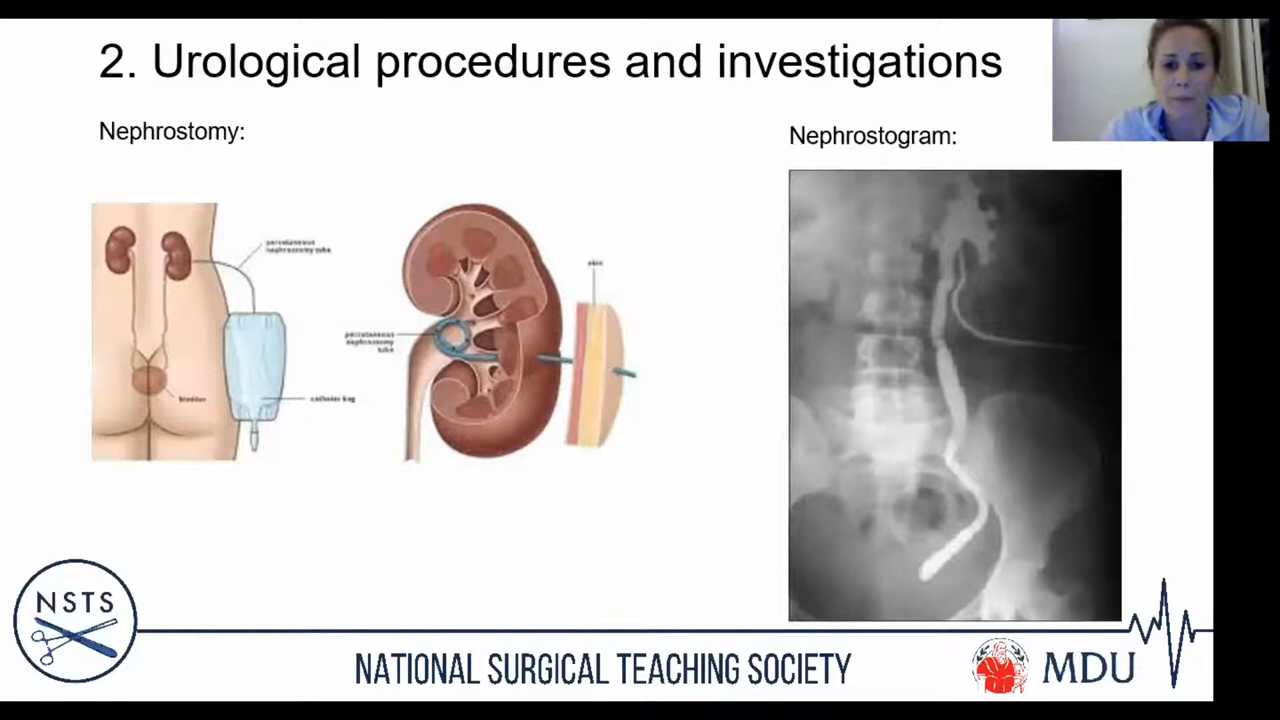 2. Urological procedures and investigations
Nephrostomy:
Nephrostogram:
percutaneous
nephrostomy tube
bladder
catheter bag
percutaneous
nephrostomy
tube
skin
NSTS
NATIONAL SURGICAL TEACHING SOCIETY
MDU